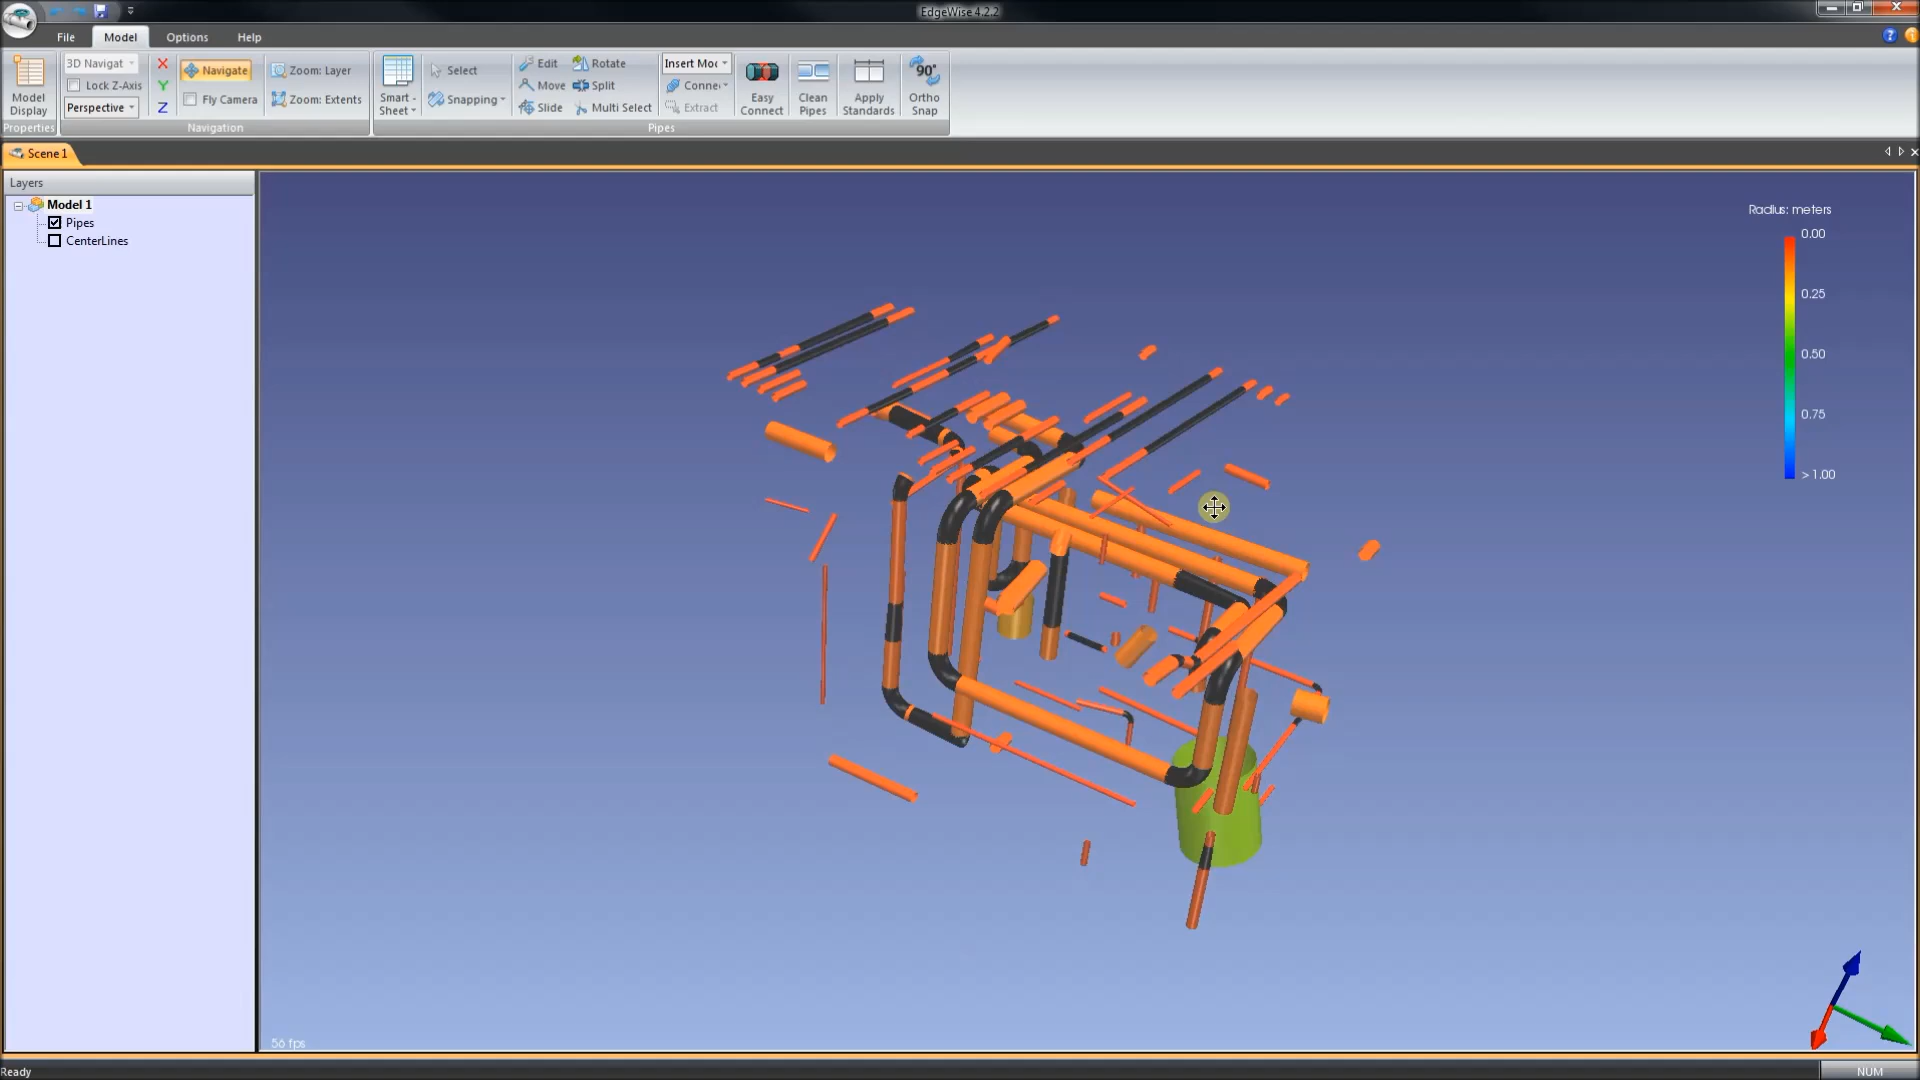 EdgeWise 4.2.2
File Model Options Help
3D Navigat
Lock Z-Axis
Perspective
X
Y
Z
Navigate
Fly Camera
Zoom: Layer
Zoom: Extents
Model Display
Properties
Navigation
Smart Sheet
Select
Snapping
Edit
Move
Slide
Rotate
Split
Multi Select
Insert Moc
Connec
Extract
Easy Connect
Clean Pipes
Apply Standards
90°
Ortho Snap
Pipes
Scene 1
Layers
Model 1
Pipes
CenterLines
Radius: meters
0.00
0.25
0.50
0.75
> 1.00
56 fps
Ready
NUM